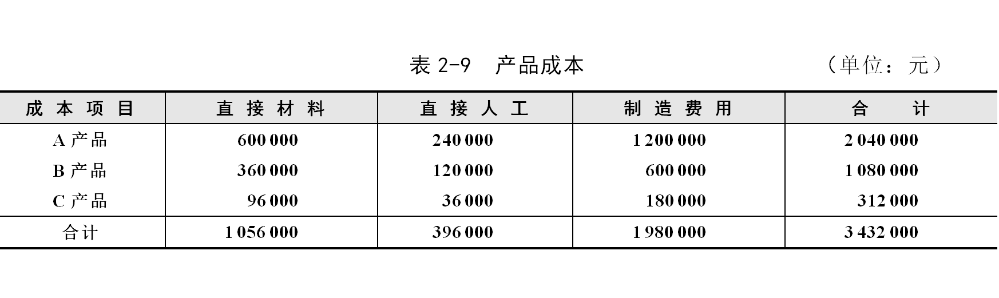 表 2-9 产品成本 （单位：元）
成本项目 直接材料 直接人工 制造费用 合计
A 产品 600 000 240 000 1 200 000 2 040 000
B 产品 360 000 120 000 600 000 1 080 000
C 产品 96 000 36 000 180 000 312 000
合计 1 056 000 396 000 1 980 000 3 432 000